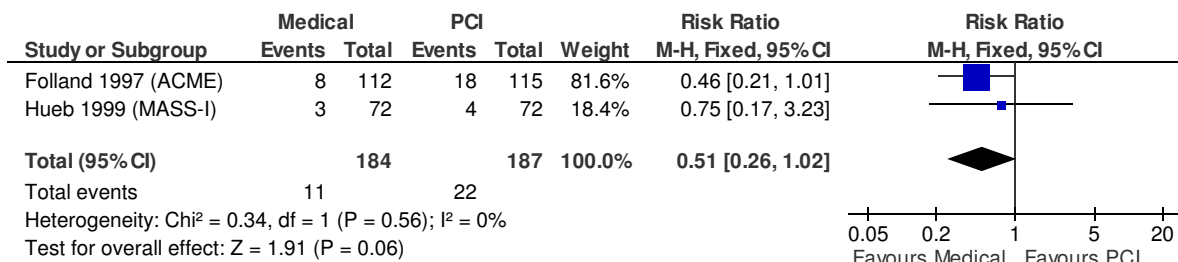 Medical PCI Risk Ratio Risk Ratio
Study or Subgroup Events Total Events Total Weight M-H, Fixed, 95% CI M-H, Fixed, 95% CI
Folland 1997 (ACME) 8 112 18 115 81.6% 0.46 [0.21, 1.01]
Hueb 1999 (MASS-I) 3 72 4 72 18.4% 0.75 [0.17, 3.23]
Total (95% CI) 184 187 100.0% 0.51 [0.26, 1.02]
Total events 11 22
Heterogeneity: Chi² = 0.34, df = 1 (P = 0.56); I² = 0%
Test for overall effect: Z = 1.91 (P = 0.06)
0.05 0.2 1 5 20
Favours Medical Favours PCI